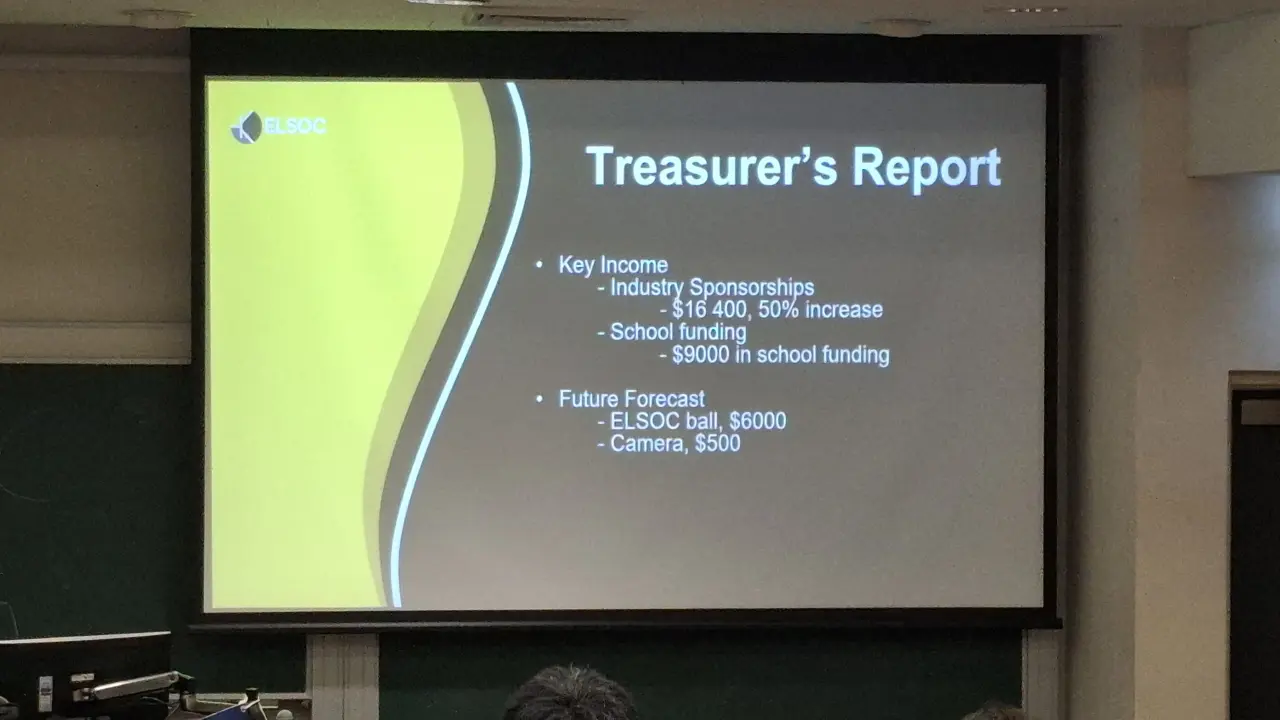 ELSOC
Treasurer’s Report
• Key Income
- Industry Sponsorships
- $16 400, 50% increase
- School funding
- $9000 in school funding
• Future Forecast
- ELSOC ball, $6000
- Camera, $500